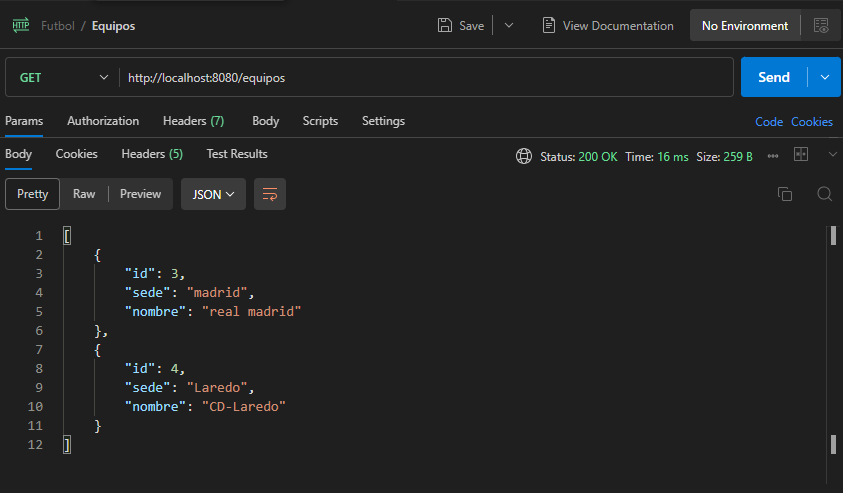 HTTP Futbol / Equipos Save View Documentation No Environment
GET http://localhost:8080/equipos Send
Params Authorization Headers (7) Body Scripts Settings Code Cookies
Body Cookies Headers (5) Test Results Status: 200 OK Time: 16 ms Size: 259 B
Pretty Raw Preview JSON
1 [
2 {
3 "id": 3,
4 "sede": "madrid",
5 "nombre": "real madrid"
6 },
7 {
8 "id": 4,
9 "sede": "Laredo",
10 "nombre": "CD-Laredo"
11 }
12 ]